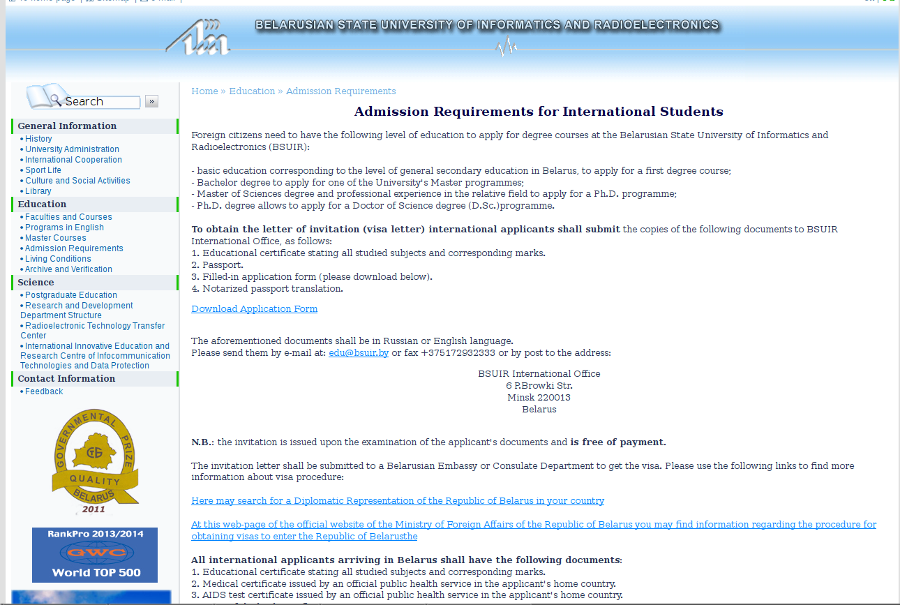 BELARUSIAN STATE UNIVERSITY OF INFORMATICS AND RADIOELECTRONICS
Search
»
General Information
• History
• University Administration
• International Cooperation
• Sport Life
• Culture and Social Activities
• Library
Education
• Faculties and Courses
• Programs in English
• Master Courses
• Admission Requirements
• Living Conditions
• Archive and Verification
Science
• Postgraduate Education
• Research and Development
Department Structure
• Radioelectronic Technology Transfer
Center
• International Innovative Education and
Research Centre of Infocommunication
Technologies and Data Protection
Contact Information
• Feedback
GOVERNMENTAL PRIZE
QUALITY
BELARUS
2011
RankPro 2013/2014
GWC
World TOP 500
Home » Education » Admission Requirements
Admission Requirements for International Students
Foreign citizens need to have the following level of education to apply for degree courses at the Belarusian State University of Informatics and
Radioelectronics (BSUIR):
- basic education corresponding to the level of general secondary education in Belarus, to apply for a first degree course;
- Bachelor degree to apply for one of the University's Master programmes;
- Master of Sciences degree and professional experience in the relative field to apply for a Ph.D. programme;
- Ph.D. degree allows to apply for a Doctor of Science degree (D.Sc.)programme.
To obtain the letter of invitation (visa letter) international applicants shall submit the copies of the following documents to BSUIR
International Office, as follows:
1. Educational certificate stating all studied subjects and corresponding marks.
2. Passport.
3. Filled-in application form (please download below).
4. Notarized passport translation.
Download Application Form
The aforementioned documents shall be in Russian or English language.
Please send them by e-mail at: edu@bsuir.by or fax +375172932333 or by post to the address:
BSUIR International Office
6 P.Browki Str.
Minsk 220013
Belarus
N.B.: the invitation is issued upon the examination of the applicant's documents and is free of payment.
The invitation letter shall be submitted to a Belarusian Embassy or Consulate Department to get the visa. Please use the following links to find more
information about visa procedure:
Here may search for a Diplomatic Representation of the Republic of Belarus in your country
At this web-page of the official website of the Ministry of Foreign Affairs of the Republic of Belarus you may find information regarding the procedure for
obtaining visas to enter the Republic of Belarusthe
All international applicants arriving in Belarus shall have the following documents:
1. Educational certificate stating all studied subjects and corresponding marks.
2. Medical certificate issued by an official public health service in the applicant's home country.
3. AIDS test certificate issued by an official public health service in the applicant's home country.